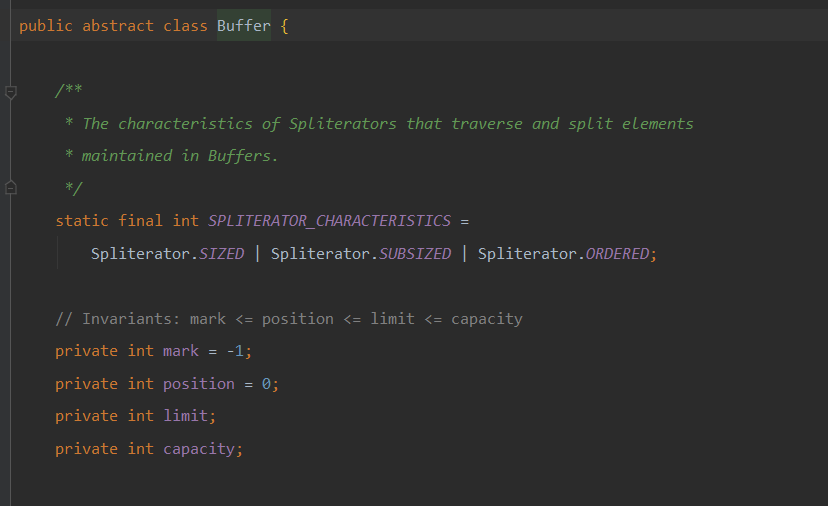 public abstract class Buffer {
/**
* The characteristics of Spliterators that traverse and split elements
* maintained in Buffers.
*/
static final int SPLITERATOR_CHARACTERISTICS =
Spliterator.SIZED | Spliterator.SUBSIZED | Spliterator.ORDERED;
// Invariants: mark <= position <= limit <= capacity
private int mark = -1;
private int position = 0;
private int limit;
private int capacity;